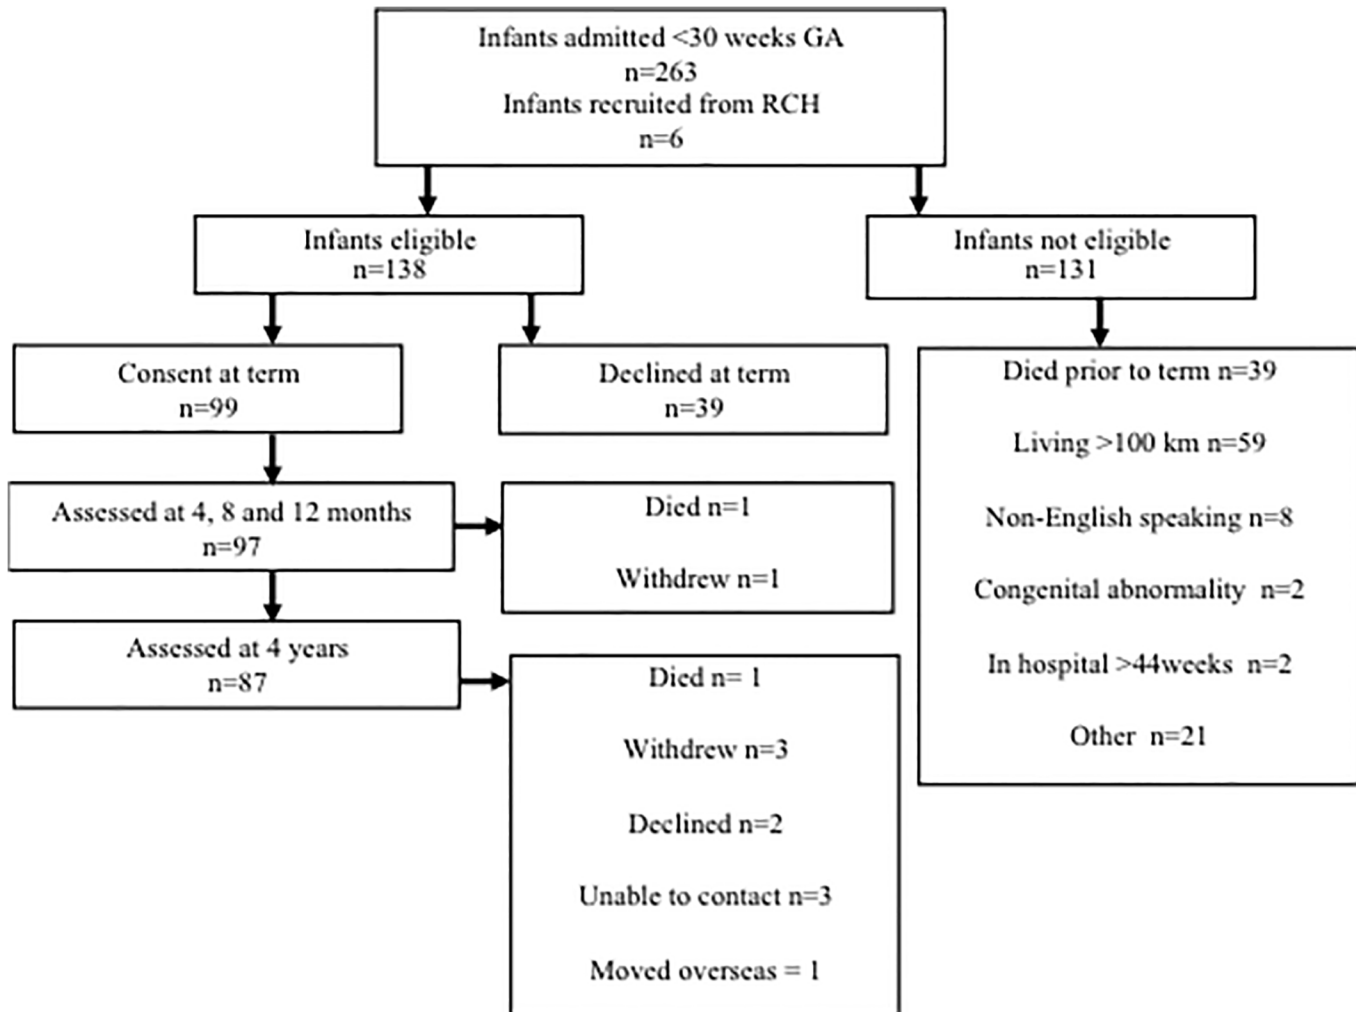 Infants admitted <30 weeks GA
n=263
Infants recruited from RCH
n=6
Infants eligible
n=138
Infants not eligible
n=131
Consent at term
n=99
Declined at term
n=39
Died prior to term n=39
Living >100 km n=59
Non-English speaking n=8
Congenital abnormality n=2
In hospital >44weeks n=2
Other n=21
Assessed at 4, 8 and 12 months
n=97
Died n=1
Withdrew n=1
Assessed at 4 years
n=87
Died n= 1
Withdrew n=3
Declined n=2
Unable to contact n=3
Moved overseas = 1